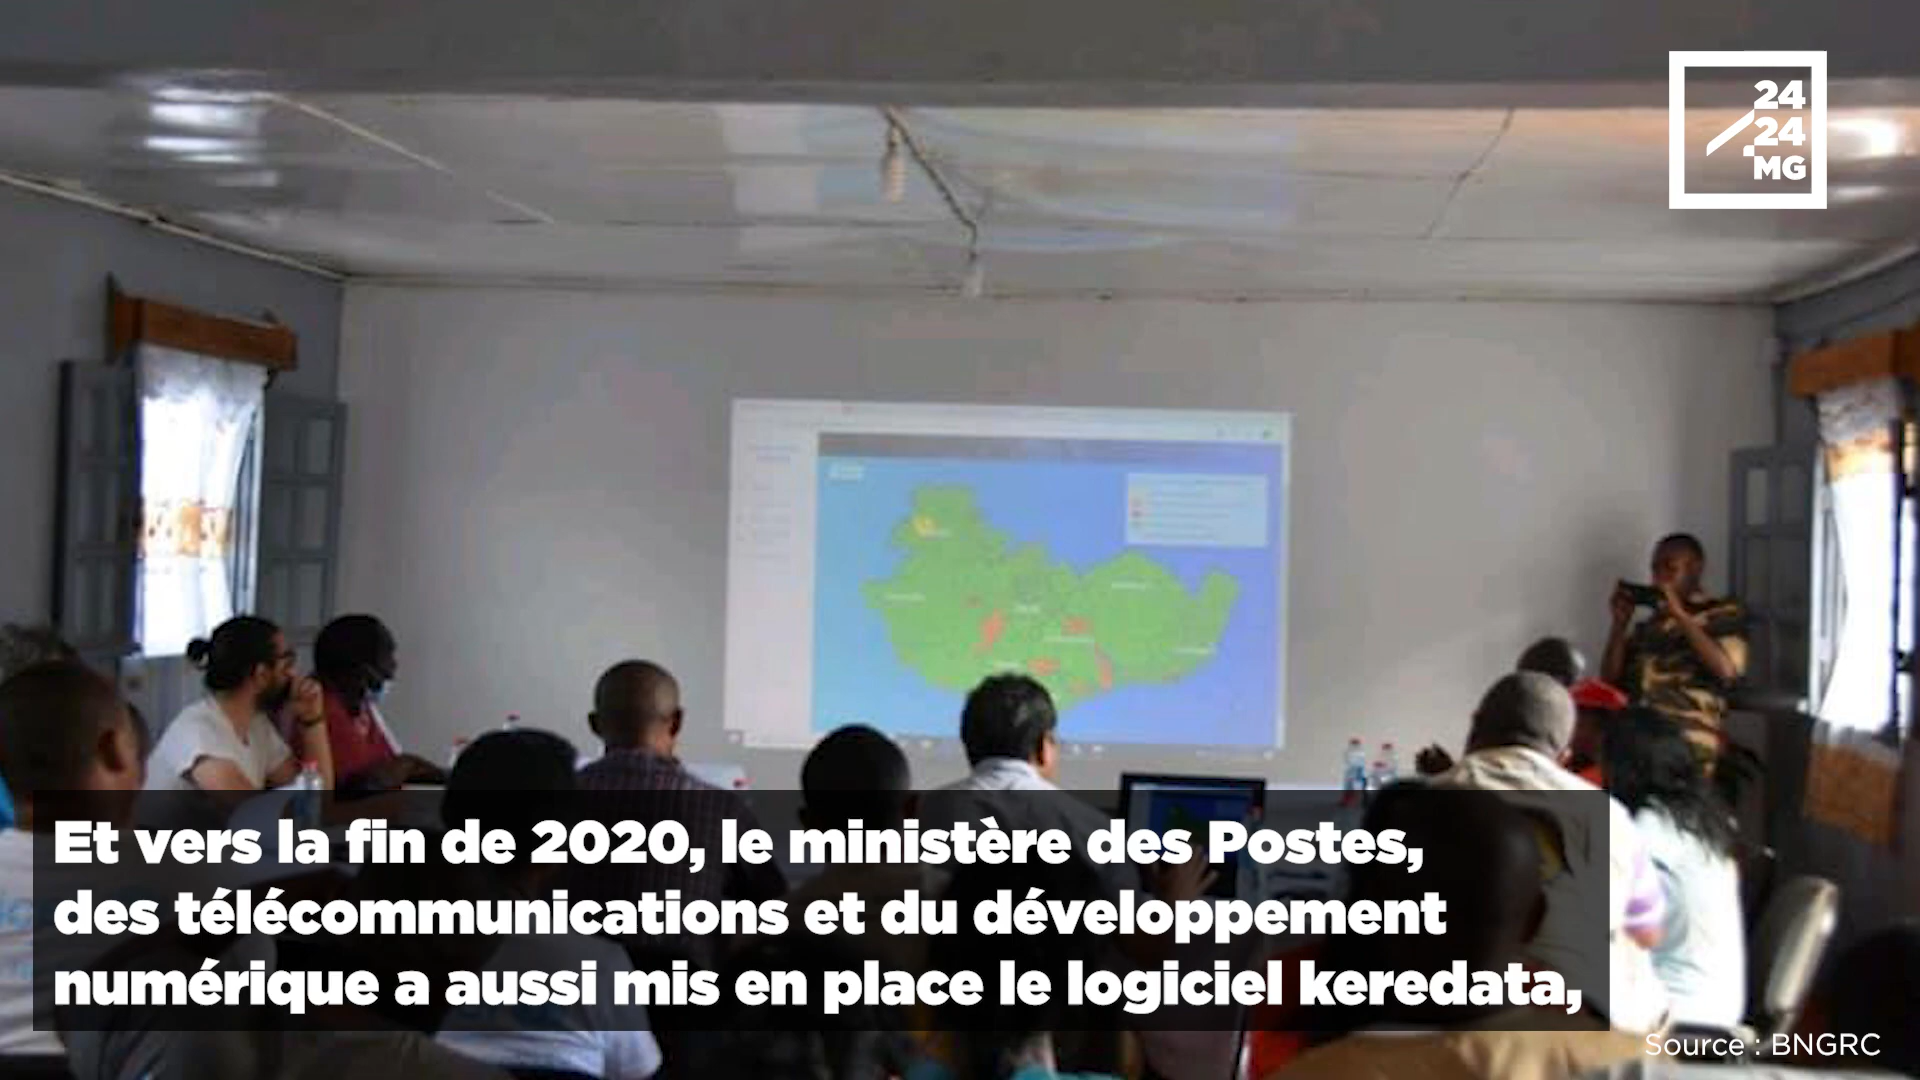 24
24
.MG
Et vers la fin de 2020, le ministère des Postes,
des télécommunications et du développement
numérique a aussi mis en place le logiciel keredata,
Source : BNGRC